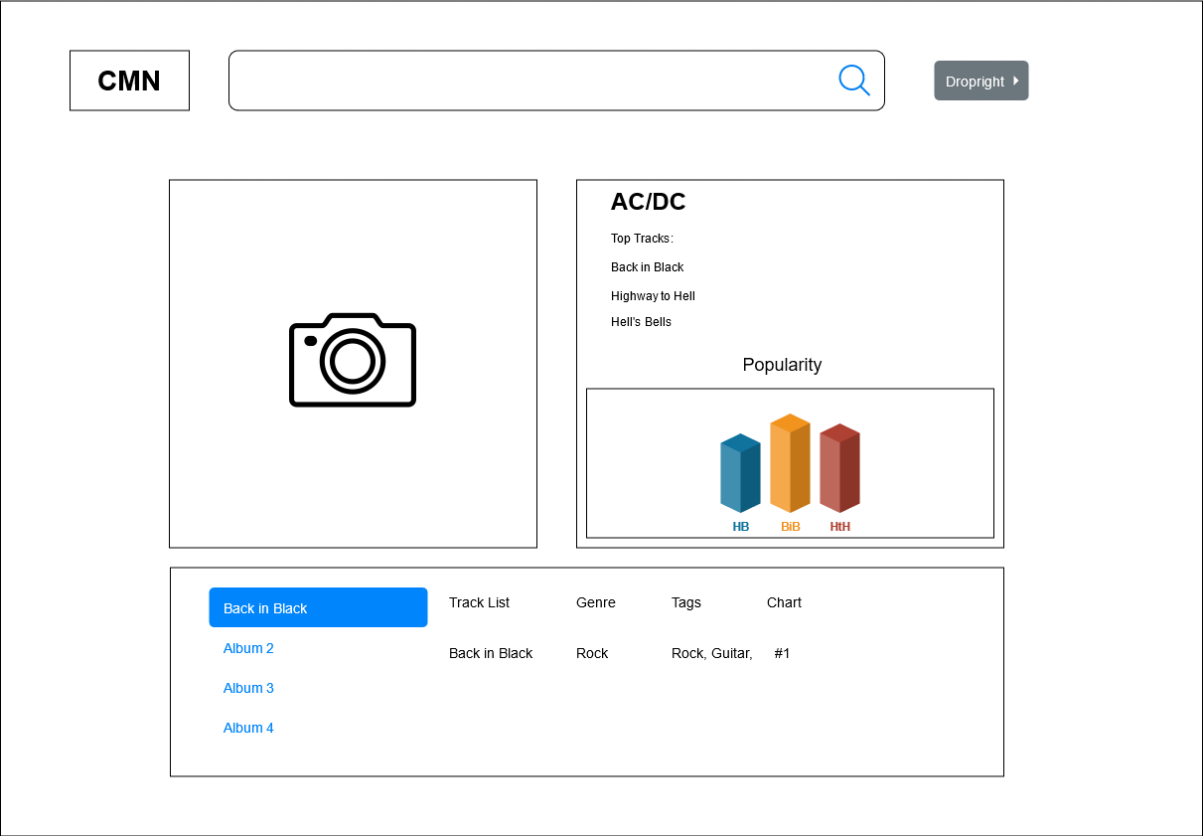 CMN
Dropright
AC/DC
Top Tracks:
Back in Black
Highway to Hell
Hell's Bells
Popularity
HB BiB HtH
Back in Black
Album 2
Album 3
Album 4
Track List Genre Tags Chart
Back in Black Rock Rock, Guitar, #1